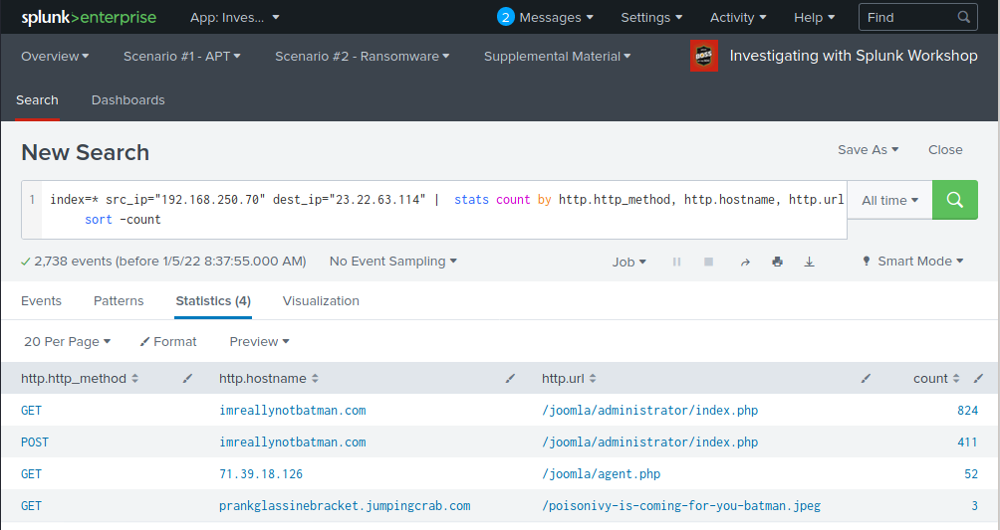 splunk>enterprise App: Inves... 2 Messages Settings Activity Help Find
Overview Scenario #1 - APT Scenario #2 - Ransomware Supplemental Material BOSS Investigating with Splunk Workshop
Search Dashboards
New Search Save As Close
1 index=* src_ip="192.168.250.70" dest_ip="23.22.63.114" | stats count by http.http_method, http.hostname, http.url All time
sort -count
2,738 events (before 1/5/22 8:37:55.000 AM) No Event Sampling Job Smart Mode
Events Patterns Statistics (4) Visualization
20 Per Page Format Preview
http.http_method http.hostname http.url count
GET imreallynotbatman.com /joomla/administrator/index.php 824
POST imreallynotbatman.com /joomla/administrator/index.php 411
GET 71.39.18.126 /joomla/agent.php 52
GET prankglassinebracket.jumpingcrab.com /poisonivy-is-coming-for-you-batman.jpeg 3